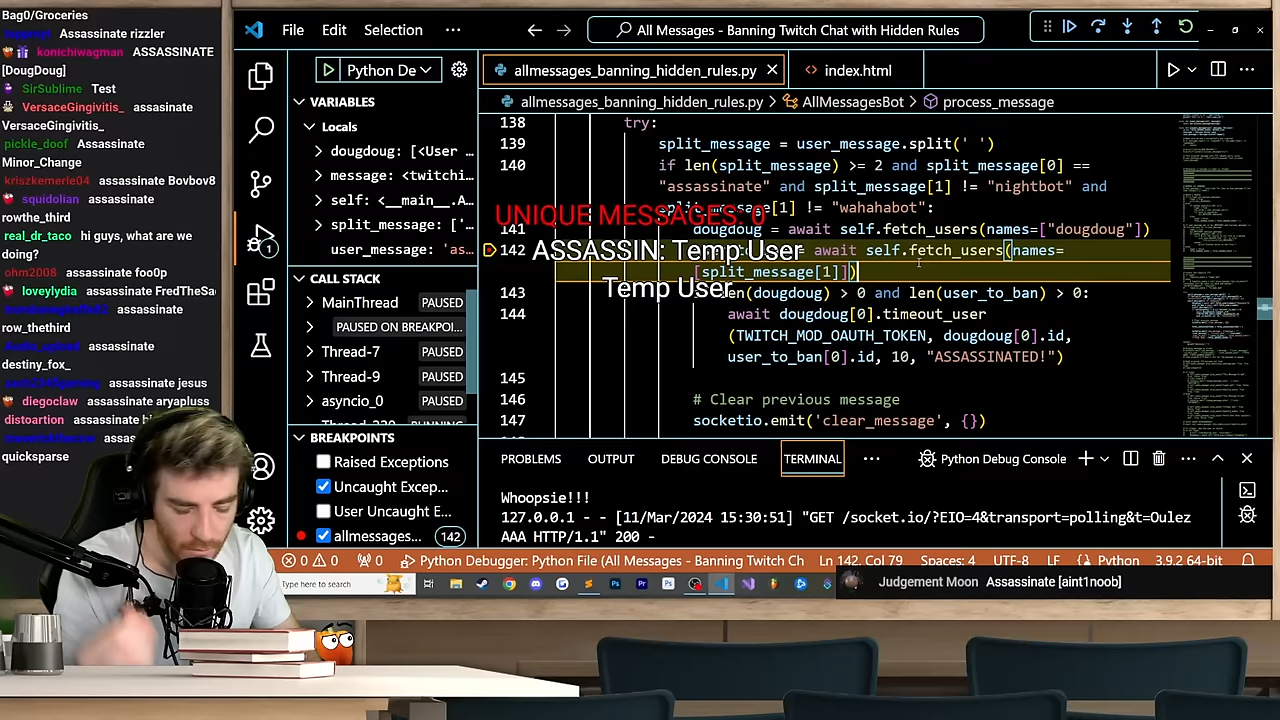 Bag0/Groceries
Assassinate rizzler
konichiwagman ASSASSINATE
[DougDoug]
SirSublime Test
VersaceGingivitis_ assasinate
VersaceGingivitis_
pickle_doof Assassinate
Minor_Change
kriszkemerle04 assassinate Bovbov8
squidolian assassinate
rowthe_third
real_dr_taco hi guys, what are we
doing?
ohm2008 assassinate foo0p
loveylydia assassinate FredTheSa
assassinate
row_thethird
assassinate
destiny_fox_
assassinate jesus
diegoclaw assassinate aryapluss
distoartion assassinate
assas
quicksparse
File Edit Selection ...
All Messages - Banning Twitch Chat with Hidden Rules
Python De
allmessages_banning_hidden_rules.py
index.html
allmessages_banning_hidden_rules.py > AllMessagesBot > process_message
VARIABLES
Locals
dougdoug: [<User ...
message: <twitchi...
self: <__main__.A...
split_message: ['...
user_message: 'as...
CALL STACK
MainThread PAUSED
PAUSED ON BREAKPOI...
Thread-7 PAUSED
Thread-9 PAUSED
asyncio_0 PAUSED
BREAKPOINTS
Raised Exceptions
Uncaught Excep...
User Uncaught E...
allmessages... 142
138 try:
139 split_message = user_message.split(' ')
140 if len(split_message) >= 2 and split_message[0] ==
"assassinate" and split_message[1] != "nightbot" and
split_message[1] != "wahahabot":
NIQUE MESSAGES: 0
141 dougdoug = await self.fetch_users(names=["dougdoug"])
142 await self.fetch_users(names=
ASSASSIN: Temp User
[split_message[1]])
Temp User
143 len(dougdoug) > 0 and len(user_to_ban) > 0:
144 await dougdoug[0].timeout_user
(TWITCH_MOD_OAUTH_TOKEN, dougdoug[0].id,
user_to_ban[0].id, 10, "ASSASSINATED!")
145
146 # Clear previous message
147 socketio.emit('clear_message', {})
PROBLEMS OUTPUT DEBUG CONSOLE TERMINAL ... Python Debug Console
Whoopsie!!!
127.0.0.1 - - [11/Mar/2024 15:30:51] "GET /socket.io/?EIO=4&transport=polling&t=Oulez
AAA HTTP/1.1" 200 -
0 0 0 Python Debugger: Python File (All Messages - Banning Twitch Ch Ln 142, Col 79 Spaces: 4 UTF-8 LF Python 3.9.2 64-bit
Type here to search
Judgement Moon Assassinate [aint1noob]